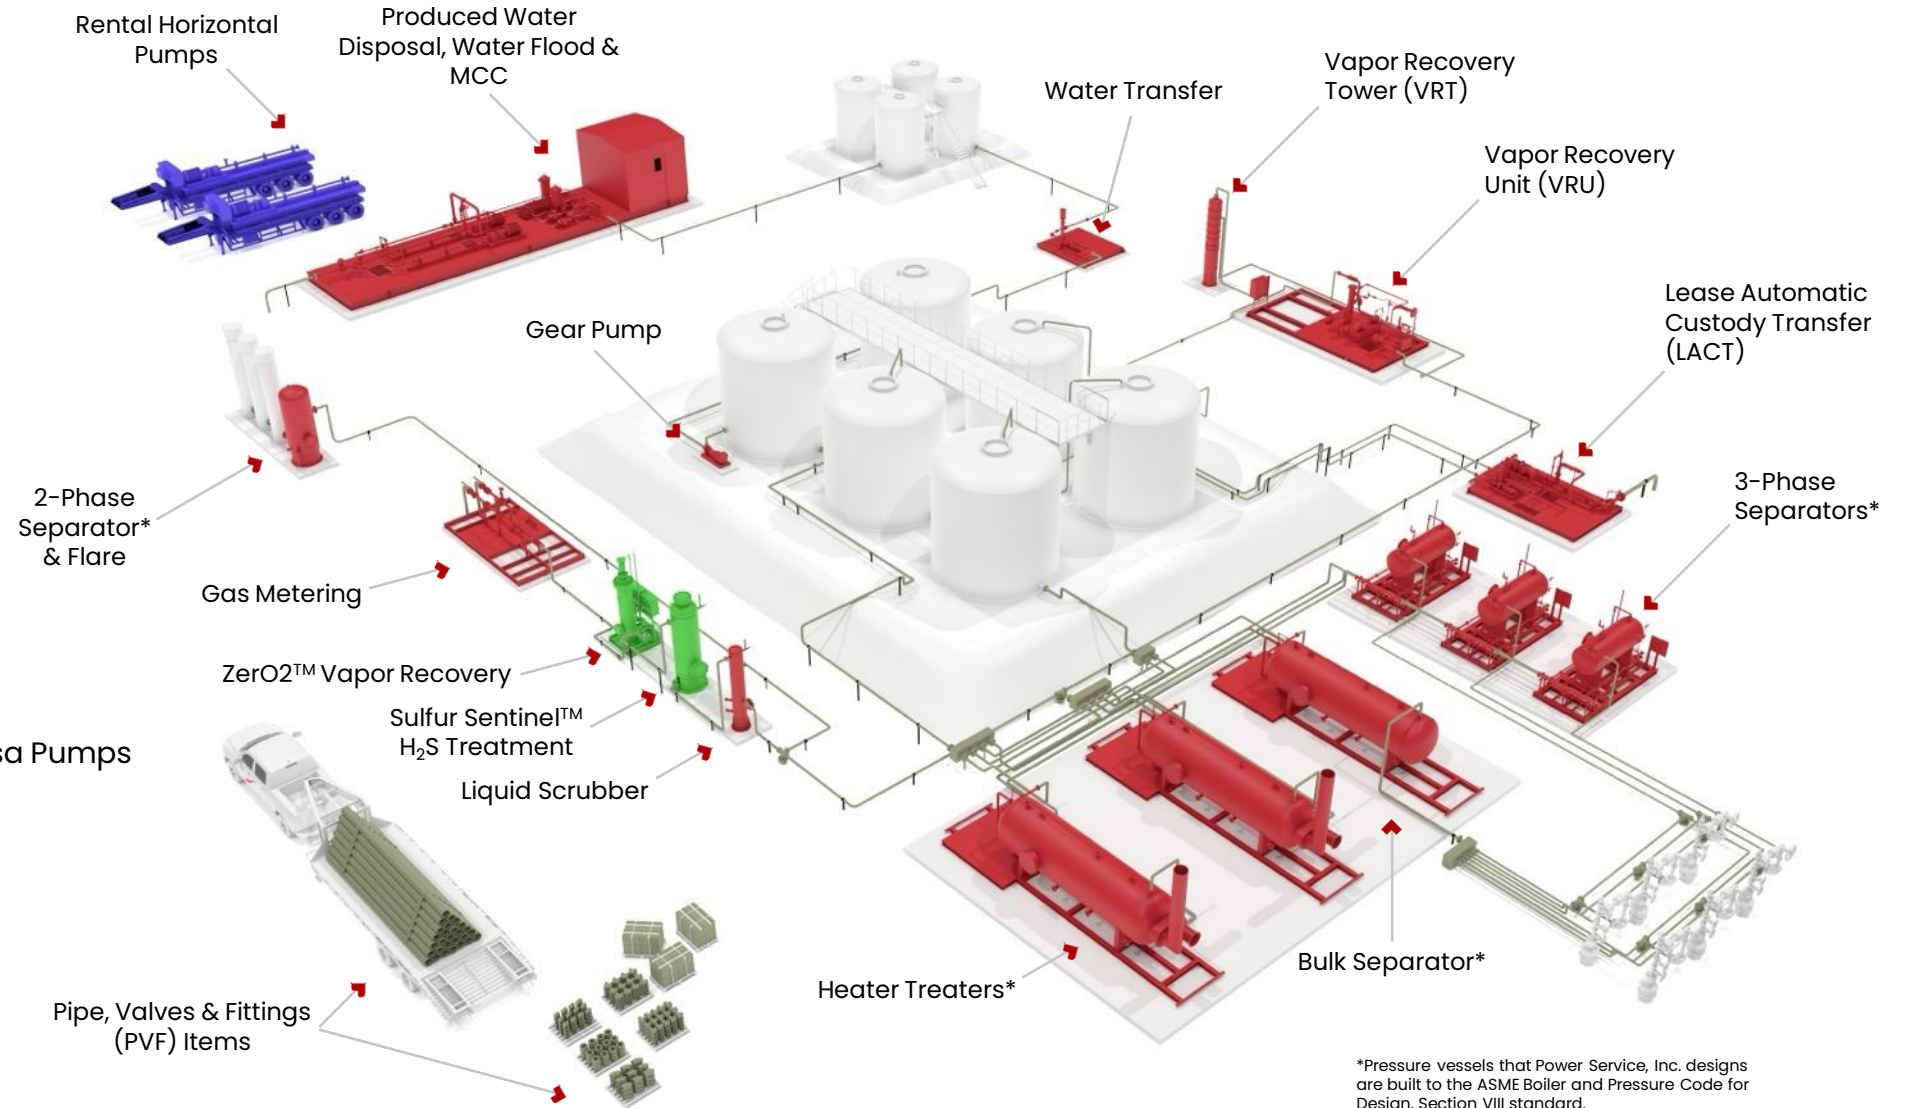 Rental Horizontal
Pumps
Produced Water
Disposal, Water Flood &
MCC
Water Transfer
Vapor Recovery
Tower (VRT)
Vapor Recovery
Unit (VRU)
Lease Automatic
Custody Transfer
(LACT)
Gear Pump
3-Phase
Separators*
2-Phase
Separator*
& Flare
Gas Metering
ZerO2™ Vapor Recovery
Sulfur Sentinel™
H₂S Treatment
Liquid Scrubber
Pumps
Heater Treaters*
Bulk Separator*
Pipe, Valves & Fittings
(PVF) Items
*Pressure vessels that Power Service, Inc. designs
are built to the ASME Boiler and Pressure Code for
Design, Section VIII standard.